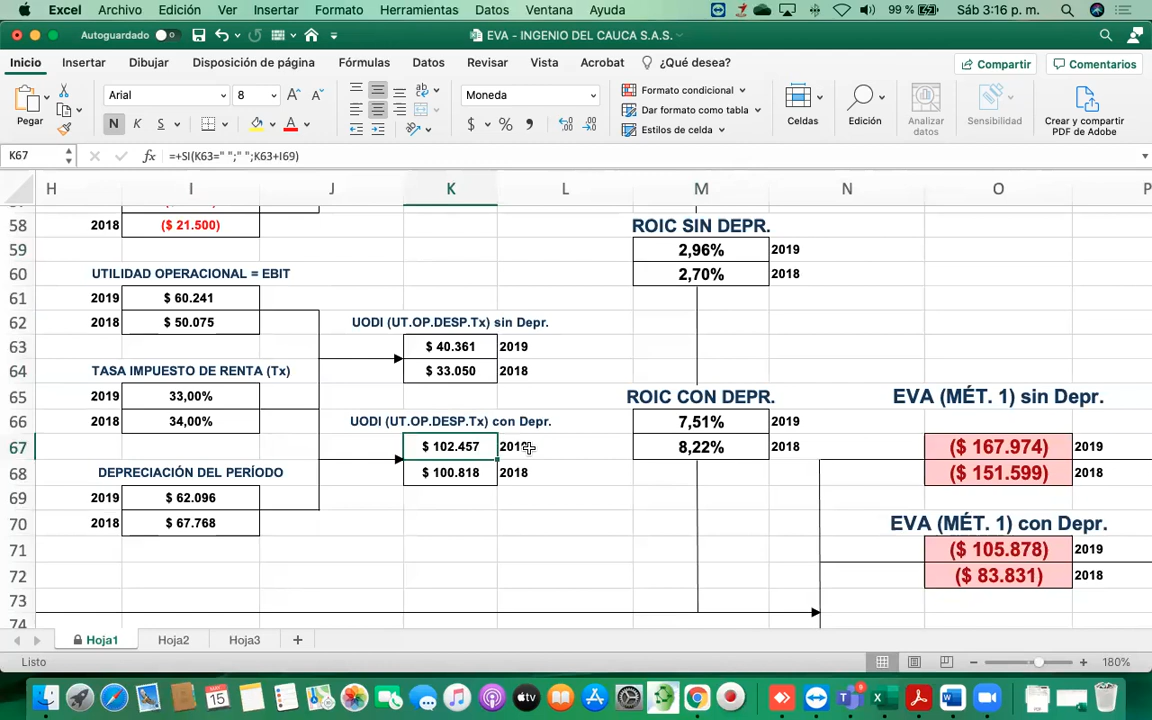 Excel Archivo Edición Ver Insertar Formato Herramientas Datos Ventana Ayuda 99 % Sáb 3:16 p. m.
Autoguardado EVA - INGENIO DEL CAUCA S.A.S.
Inicio Insertar Dibujar Disposición de página Fórmulas Datos Revisar Vista Acrobat ¿Qué desea? Compartir Comentarios
Arial 8 Moneda Formato condicional
Dar formato como tabla
Estilos de celda
Pegar N K S A $ % Celdas Edición Analizar datos Sensibilidad Crear y compartir PDF de Adobe
K67 fx =+SI(K63=" ";" ";K63+I69)
H I J K L M N O P
58 2018 ($ 21.500) ROIC SIN DEPR.
59 2,96% 2019
60 UTILIDAD OPERACIONAL = EBIT 2,70% 2018
61 2019 $ 60.241
62 2018 $ 50.075 UODI (UT.OP.DESP.Tx) sin Depr.
63 $ 40.361 2019
64 TASA IMPUESTO DE RENTA (Tx) $ 33.050 2018
65 2019 33,00% ROIC CON DEPR. EVA (MÉT. 1) sin Depr.
66 2018 34,00% UODI (UT.OP.DESP.Tx) con Depr. 7,51% 2019
67 $ 102.457 2019 8,22% 2018 ($ 167.974) 2019
68 DEPRECIACIÓN DEL PERÍODO $ 100.818 2018 ($ 151.599) 2018
69 2019 $ 62.096
70 2018 $ 67.768 EVA (MÉT. 1) con Depr.
71 ($ 105.878) 2019
72 ($ 83.831) 2018
73
74
Hoja1 Hoja2 Hoja3
Listo 180%